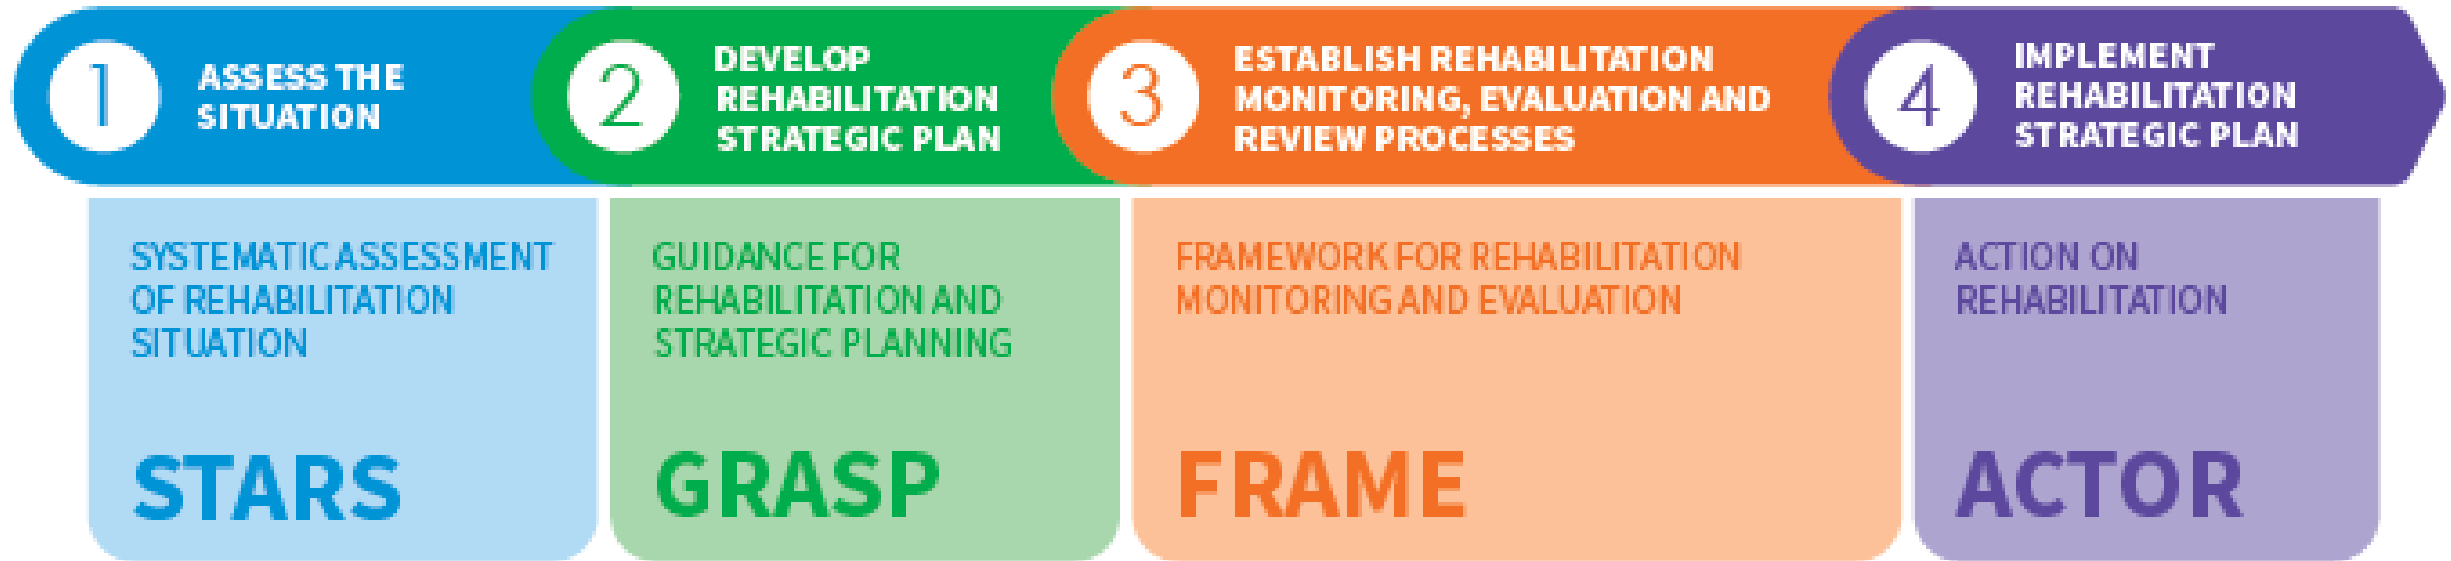 1
ASSESS THE
SITUATION
2
DEVELOP
REHABILITATION
STRATEGIC PLAN
3
ESTABLISH REHABILITATION
MONITORING, EVALUATION AND
REVIEW PROCESSES
4
IMPLEMENT
REHABILITATION
STRATEGIC PLAN
SYSTEMATIC ASSESSMENT
OF REHABILITATION
SITUATION
STARS
GUIDANCE FOR
REHABILITATION AND
STRATEGIC PLANNING
GRASP
FRAMEWORK FOR REHABILITATION
MONITORING AND EVALUATION
FRAME
ACTION ON
REHABILITATION
ACTOR